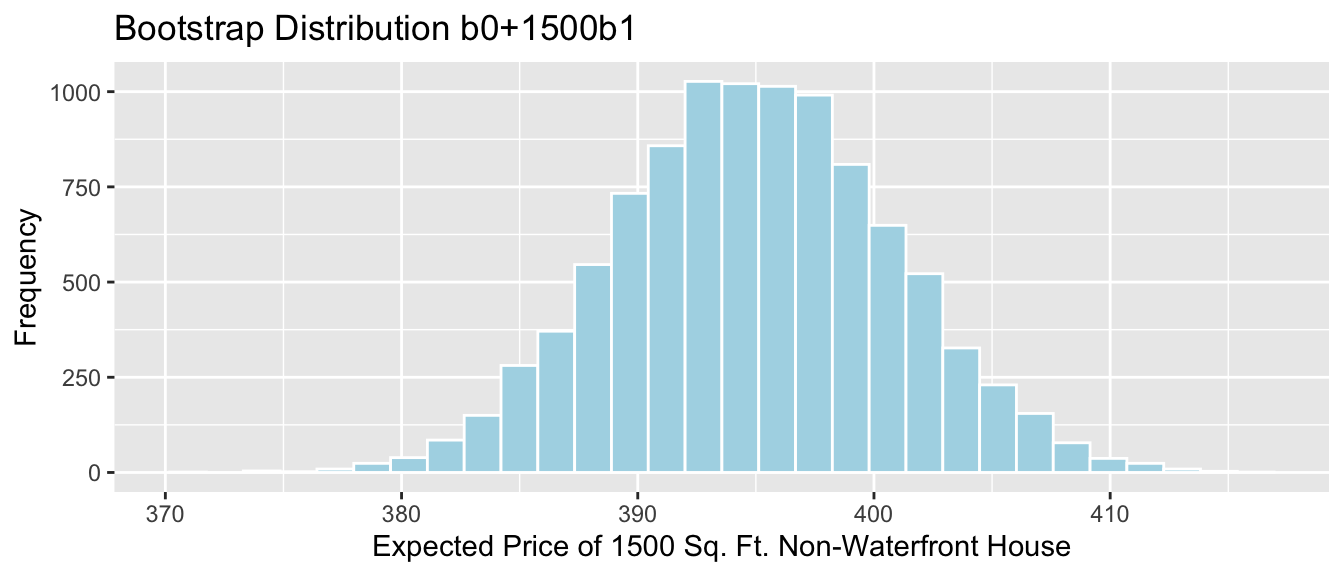 Bootstrap Distribution b0+1500b1
Frequency
1000
750
500
250
0
370 380 390 400 410
Expected Price of 1500 Sq. Ft. Non-Waterfront House